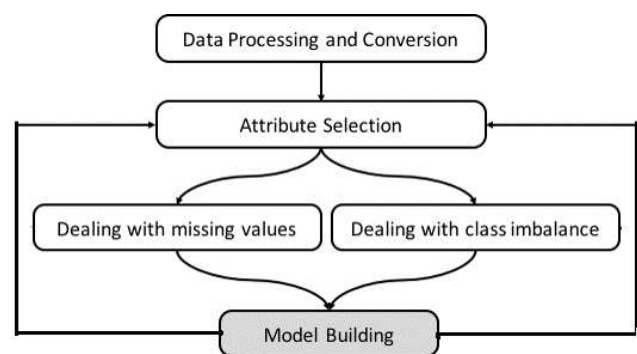 Data Processing and Conversion
Attribute Selection
Dealing with missing values
Dealing with class imbalance
Model Building